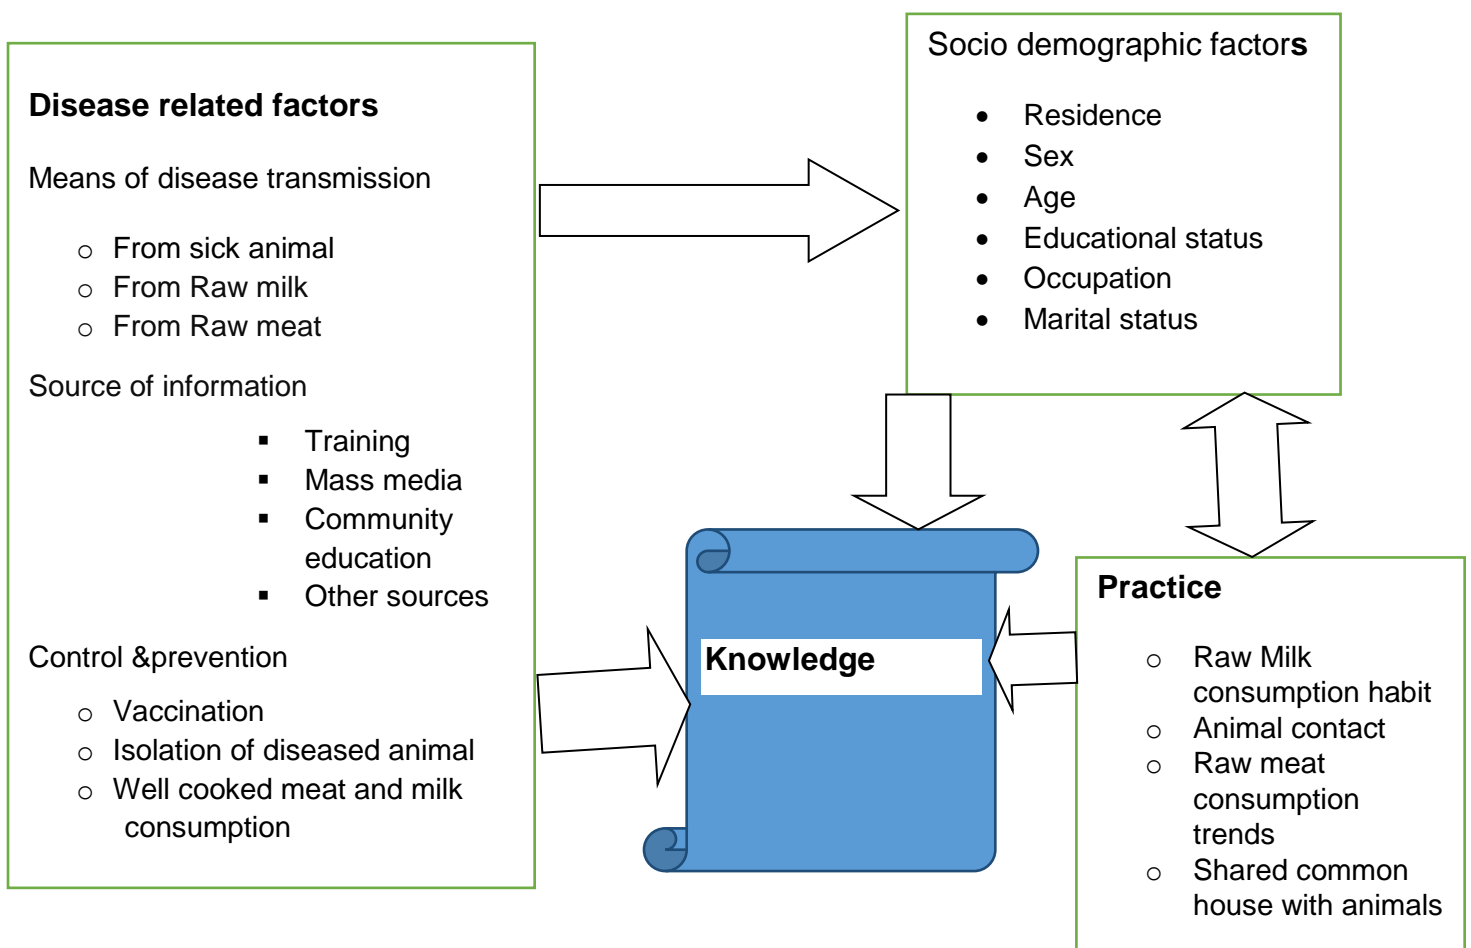 Disease related factors
Means of disease transmission
o From sick animal
o From Raw milk
o From Raw meat
Source of information
▪ Training
▪ Mass media
▪ Community
education
▪ Other sources
Control &prevention
o Vaccination
o Isolation of diseased animal
o Well cooked meat and milk
consumption
Socio demographic factors
• Residence
• Sex
• Age
• Educational status
• Occupation
• Marital status
Knowledge
Practice
o Raw Milk
consumption habit
o Animal contact
o Raw meat
consumption
trends
o Shared common
house with animals